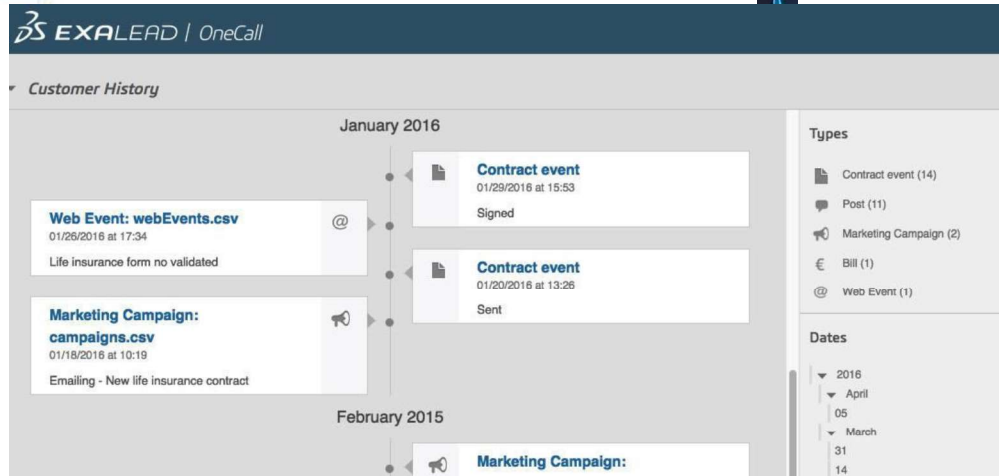 3S EXALEAD | OneCall
Customer History
January 2016
Contract event
01/29/2016 at 15:53
Signed
Web Event: webEvents.csv
@
01/26/2016 at 17:34
Life insurance form no validated
Contract event
01/20/2016 at 13:26
Sent
Marketing Campaign:
campaigns.csv
01/18/2016 at 10:19
Emailing - New life insurance contract
February 2015
Marketing Campaign:
Types
Contract event (14)
Post (11)
Marketing Campaign (2)
€ Bill (1)
@ Web Event (1)
Dates
2016
April
05
March
31
14